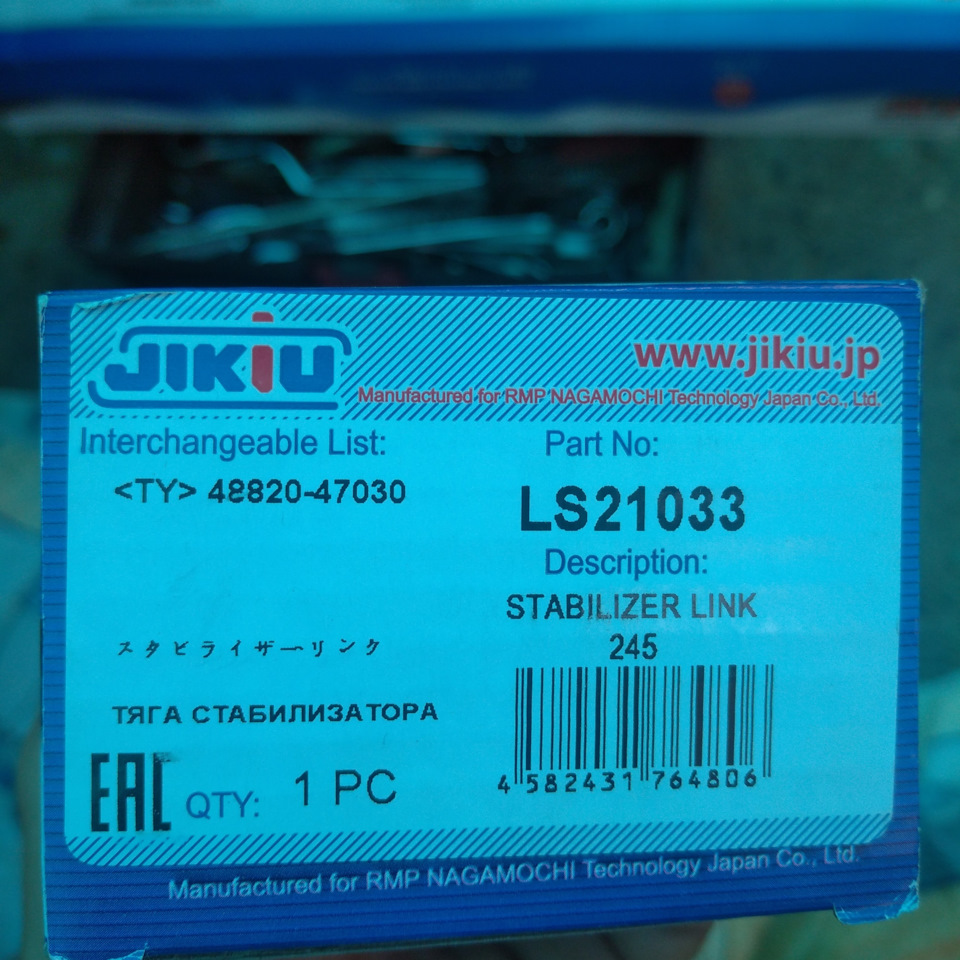 JIKIU
www.jikiu.jp
Manufactured for RMP NAGAMOCHI Technology Japan Co., Ltd.
Interchangeable List:
Part No:
<TY> 48820-47030
LS21033
Description:
STABILIZER LINK
245
スタビライザーリンク
ТЯГА СТАБИЛИЗАТОРА
EAC
QTY: 1 PC
4 582431 764806
Manufactured for RMP NAGAMOCHI Technology Japan Co., Ltd.